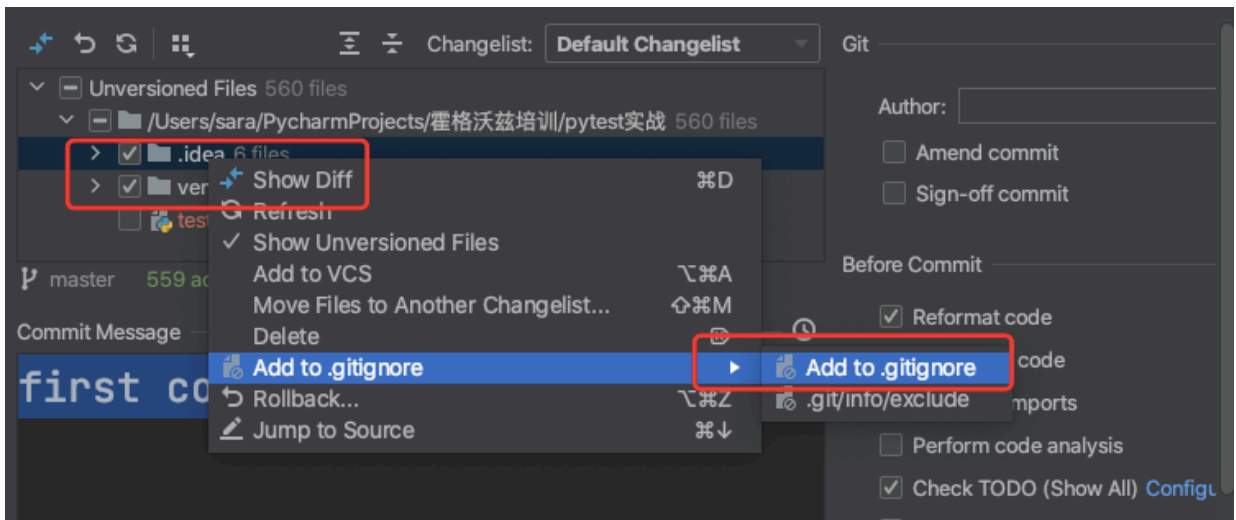 Changelist: Default Changelist
Unversioned Files 560 files
/Users/sara/PycharmProjects/霍格沃兹培训/pytest实战 560 files
.idea 6 files
Show Diff ⌘D
Refresh
Show Unversioned Files
Add to VCS ⌥⌘A
Move Files to Another Changelist... ⇧⌘M
Delete
Add to .gitignore
Rollback... ⌥⌘Z
Jump to Source ⌘↓
Add to .gitignore
.git/info/exclude
master
Commit Message
first
Git
Author:
Amend commit
Sign-off commit
Before Commit
Reformat code
code
Perform code analysis
Check TODO (Show All)